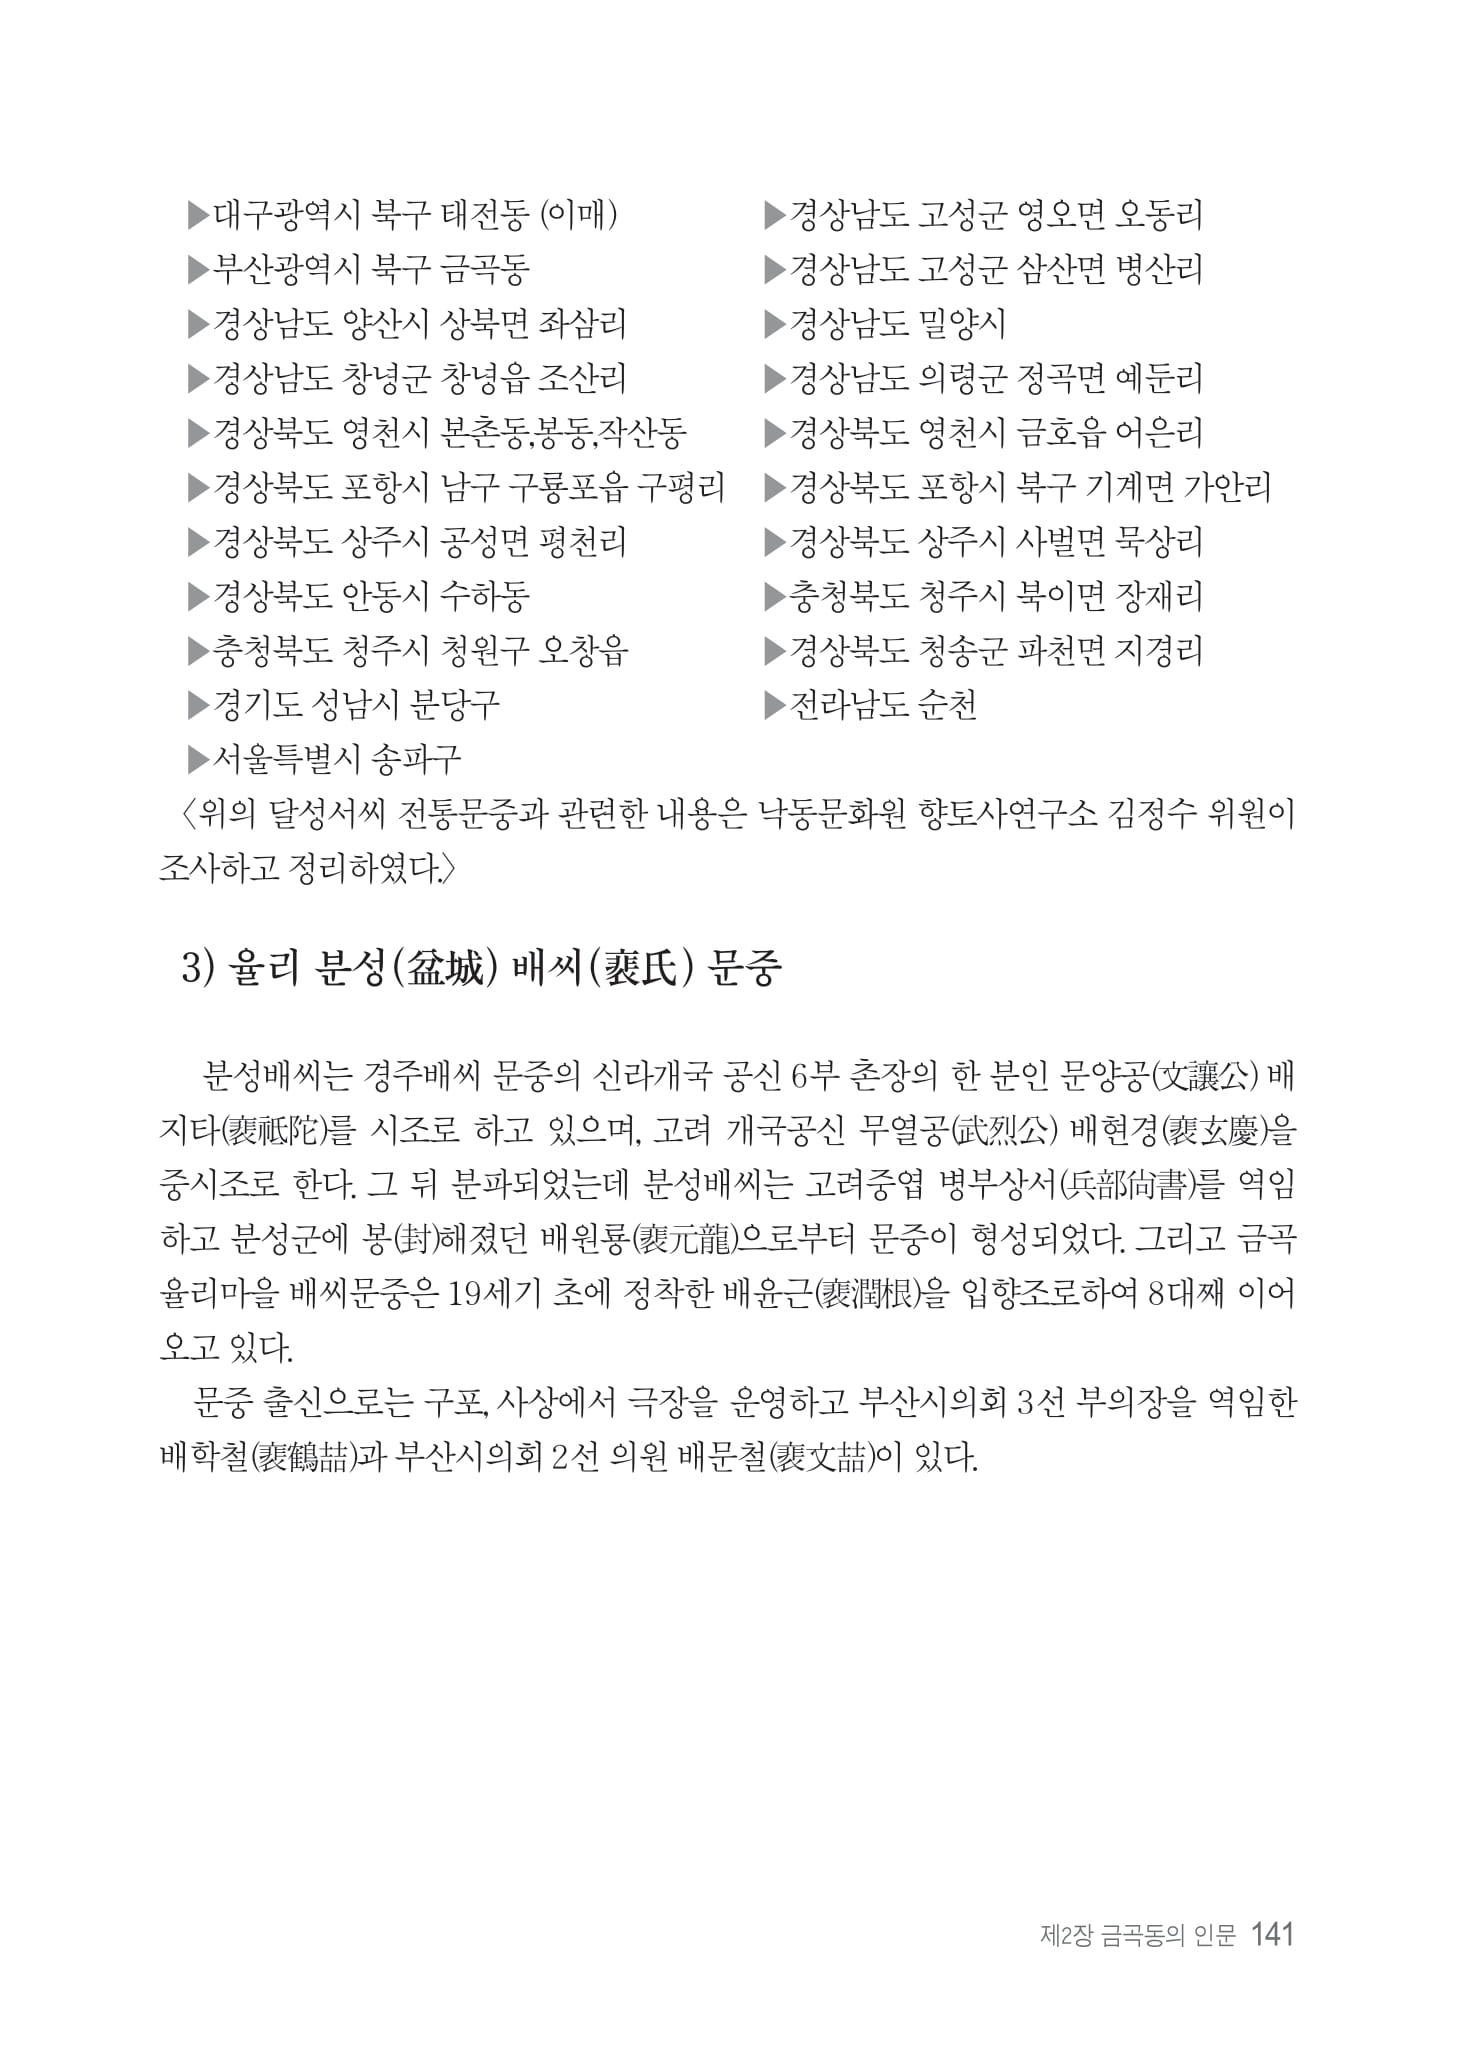 ▶대구광역시 북구 태전동 (이매)
▶경상남도 고성군 영오면 오동리
▶부산광역시 북구 금곡동
▶경상남도 고성군 삼산면 병산리
▶경상남도 양산시 상북면 좌삼리
▶경상남도 밀양시
▶경상남도 창녕군 창녕읍 조산리
▶경상남도 의령군 정곡면 예둔리
▶경상북도 영천시 본촌동,봉동,작산동
▶경상북도 영천시 금호읍 어은리
▶경상북도 포항시 남구 구룡포읍 구평리
▶경상북도 포항시 북구 기계면 가안리
▶경상북도 상주시 공성면 평천리
▶경상북도 상주시 사벌면 묵상리
▶경상북도 안동시 수하동
▶충청북도 청주시 북이면 장재리
▶충청북도 청주시 청원구 오창읍
▶경상북도 청송군 파천면 지경리
▶경기도 성남시 분당구
▶전라남도 순천
▶서울특별시 송파구
〈위의 달성서씨 전통문중과 관련한 내용은 낙동문화원 향토사연구소 김정수 위원이
조사하고 정리하였다.〉
3) 율리 분성(盆城) 배씨(裵氏) 문중
분성배씨는 경주배씨 문중의 신라개국 공신 6부 촌장의 한 분인 문양공(文讓公) 배
지타(裵祗陀)를 시조로 하고 있으며, 고려 개국공신 무열공(武烈公) 배현경(裵玄慶)을
중시조로 한다. 그 뒤 분파되었는데 분성배씨는 고려중엽 병부상서(兵部尙書)를 역임
하고 분성군에 봉(封)해졌던 배원룡(裵元龍)으로부터 문중이 형성되었다. 그리고 금곡
율리마을 배씨문중은 19세기 초에 정착한 배윤근(裵潤根)을 입향조로하여 8대째 이어
오고 있다.
문중 출신으로는 구포, 사상에서 극장을 운영하고 부산시의회 3선 부의장을 역임한
배학철(裵鶴喆)과 부산시의회 2선 의원 배문철(裵文喆)이 있다.
제2장 금곡동의 인문 141